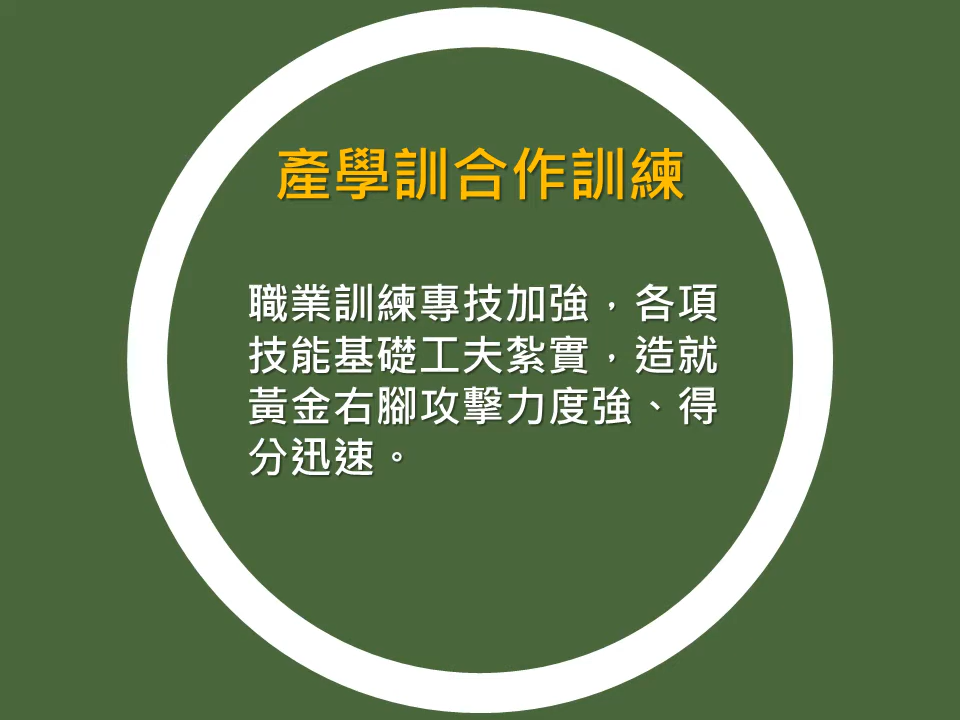 產學訓合作訓練
職業訓練專技加強，各項
技能基礎工夫紮實，造就
黃金右腳攻擊力度強、得
分迅速。